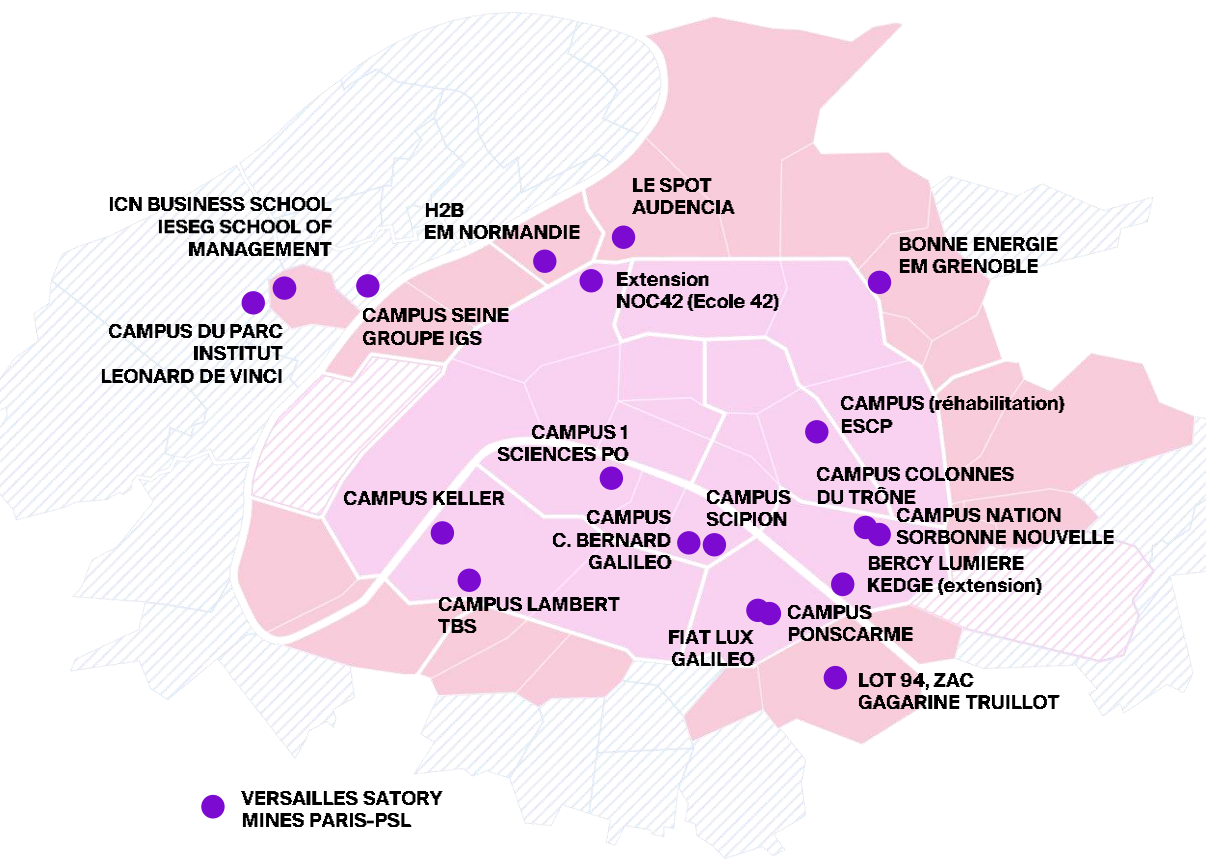 LE SPOT
AUDENCIA
ICN BUSINESS SCHOOL
IESEG SCHOOL OF
MANAGEMENT
H2B
EM NORMANDIE
BONNE ENERGIE
EM GRENOBLE
Extension
NOC42 (Ecole 42)
CAMPUS SEINE
GROUPE IGS
CAMPUS DU PARC
INSTITUT
LEONARD DE VINCI
CAMPUS (réhabilitation)
ESCP
CAMPUS 1
SCIENCES PO
CAMPUS COLONNES
DU TRÔNE
CAMPUS KELLER
CAMPUS
SCIPION
CAMPUS
C. BERNARD
GALILEO
CAMPUS NATION
SORBONNE NOUVELLE
BERCY LUMIERE
KEDGE (extension)
CAMPUS LAMBERT
TBS
CAMPUS
PONSCARME
FIAT LUX
GALILEO
LOT 94, ZAC
GAGARINE TRUILLOT
VERSAILLES SATORY
MINES PARIS-PSL